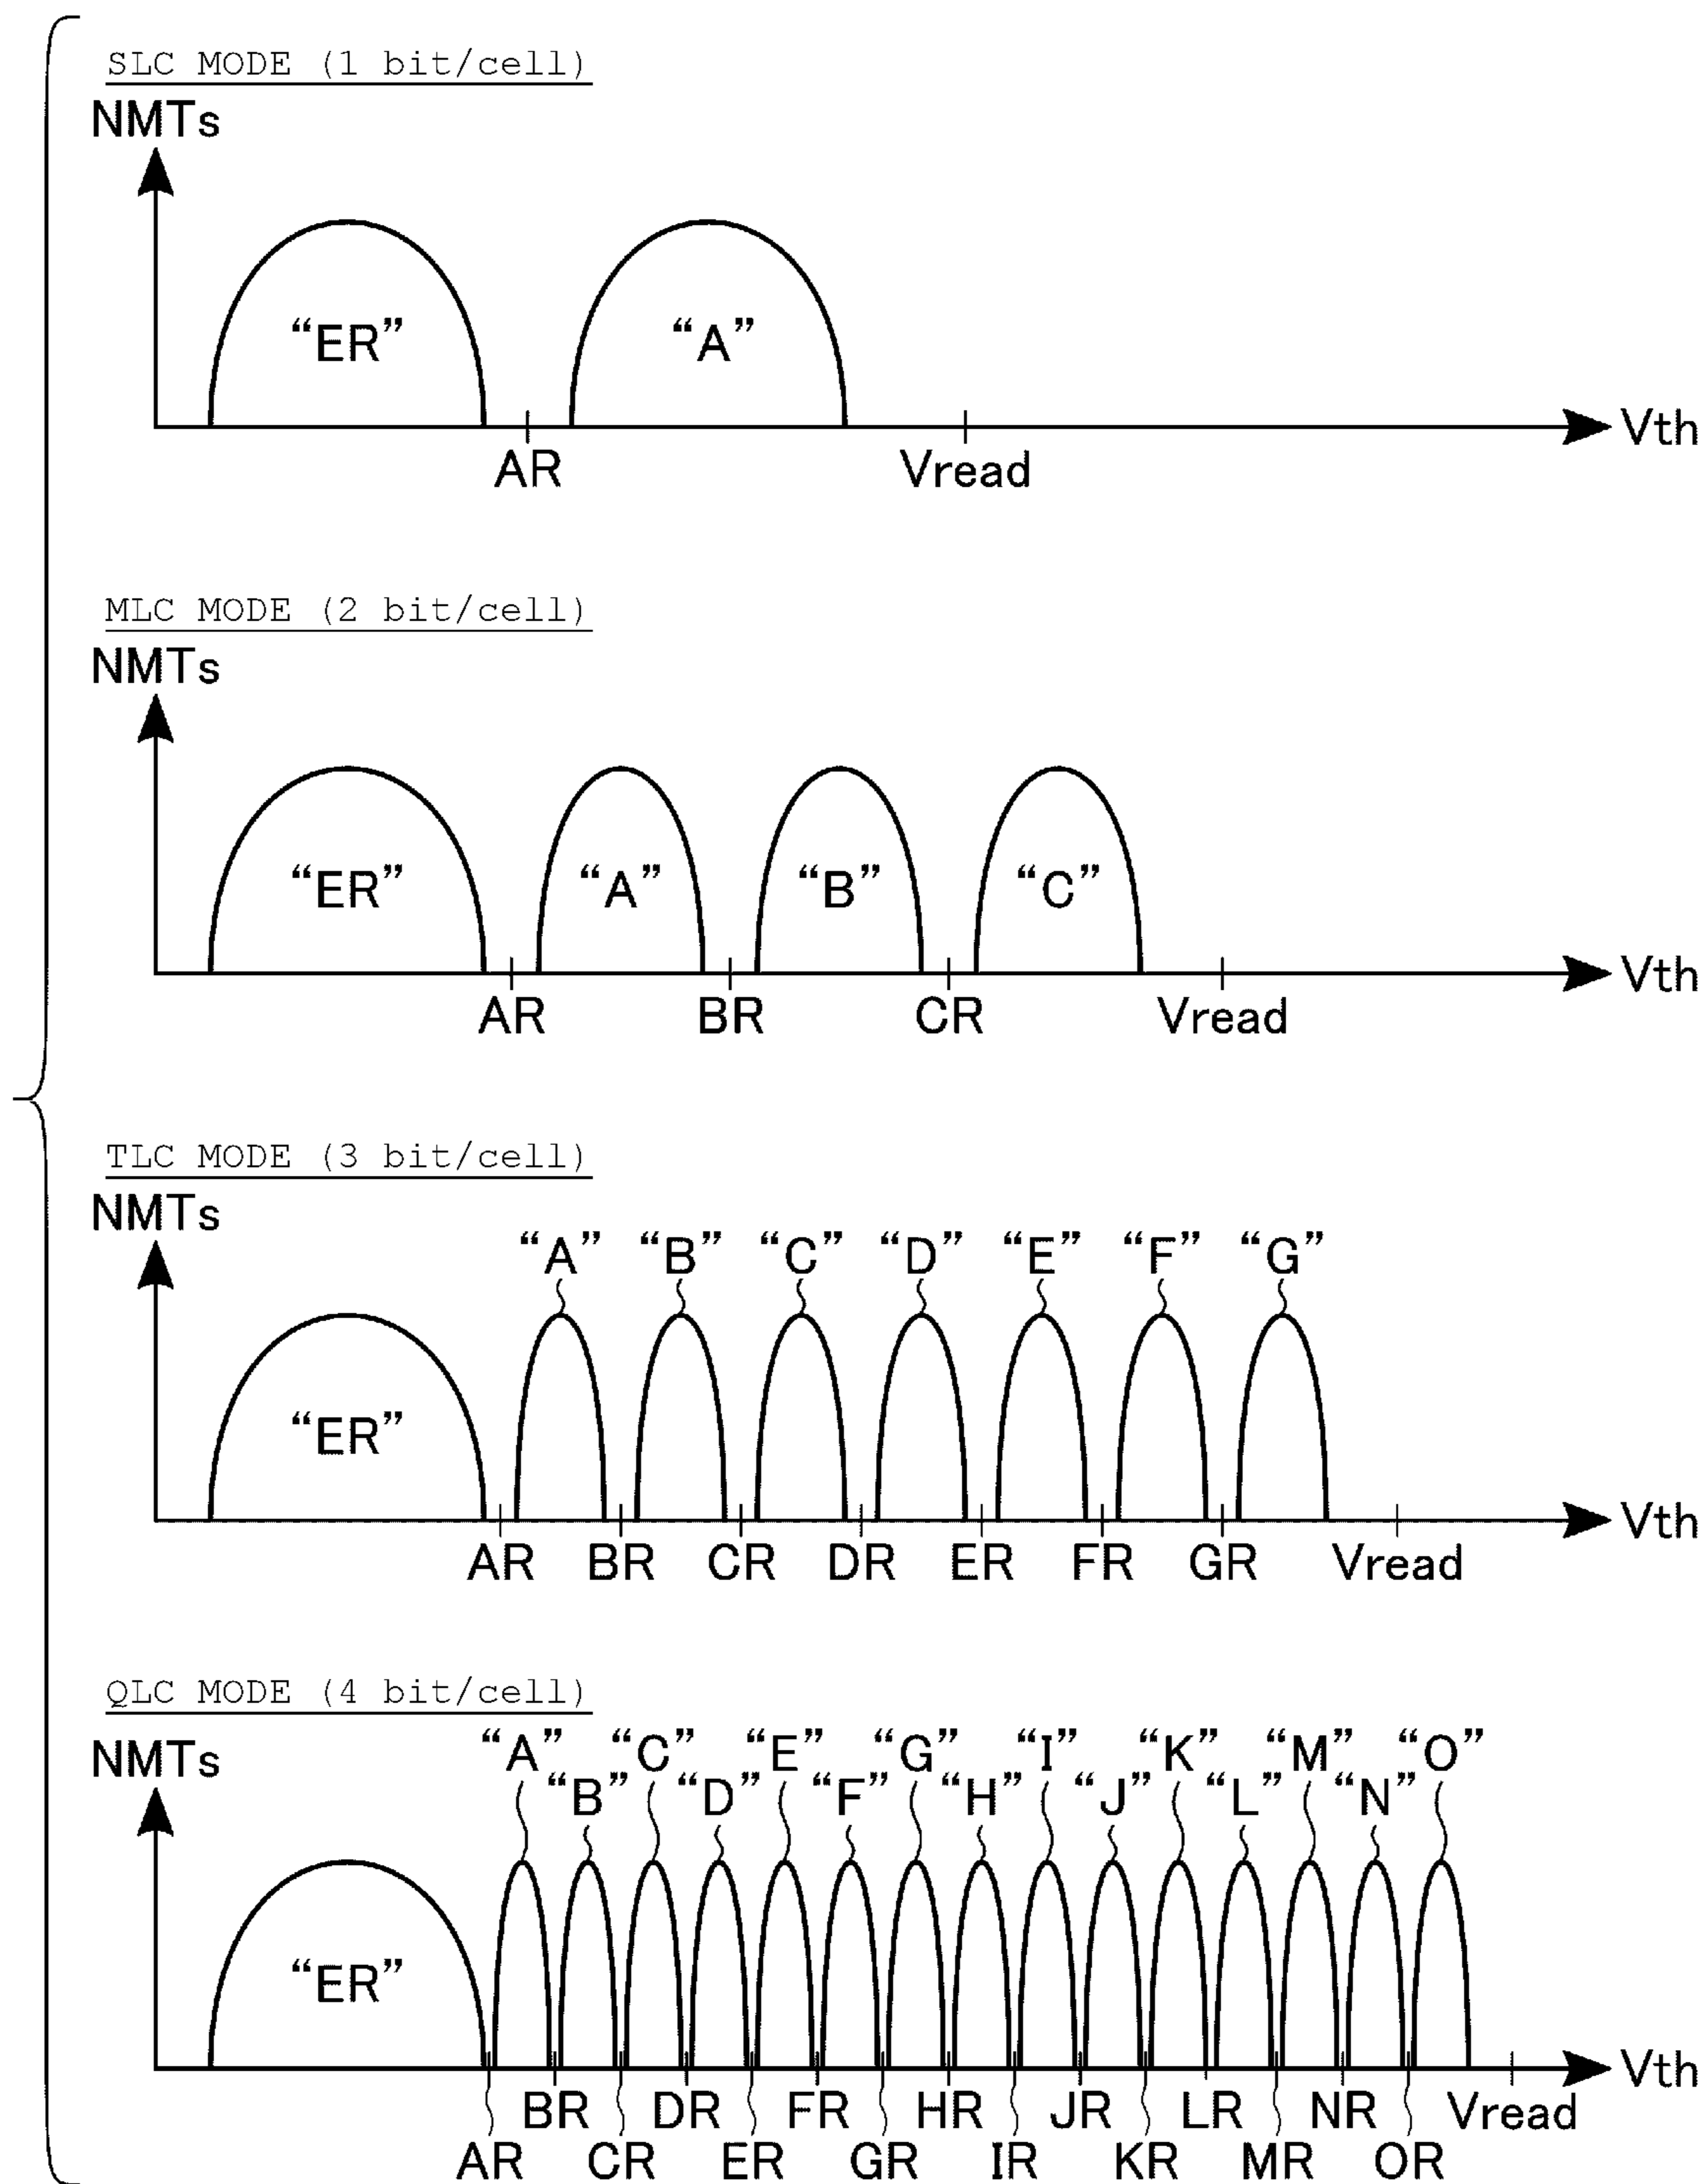 SLC MODE (1 bit/cell)
NMTs
“ER” “A”
Vth
AR Vread
MLC MODE (2 bit/cell)
NMTs
“ER” “A” “B” “C”
Vth
AR BR CR Vread
TLC MODE (3 bit/cell)
NMTs
“A” “B” “C” “D” “E” “F” “G”
“ER”
Vth
AR BR CR DR ER FR GR Vread
QLC MODE (4 bit/cell)
NMTs
“A” “C” “E” “G” “I” “K” “M” “O”
“B” “D” “F” “H” “J” “L” “N”
“ER”
Vth
BR DR FR HR JR LR NR Vread
AR CR ER GR IR KR MR OR